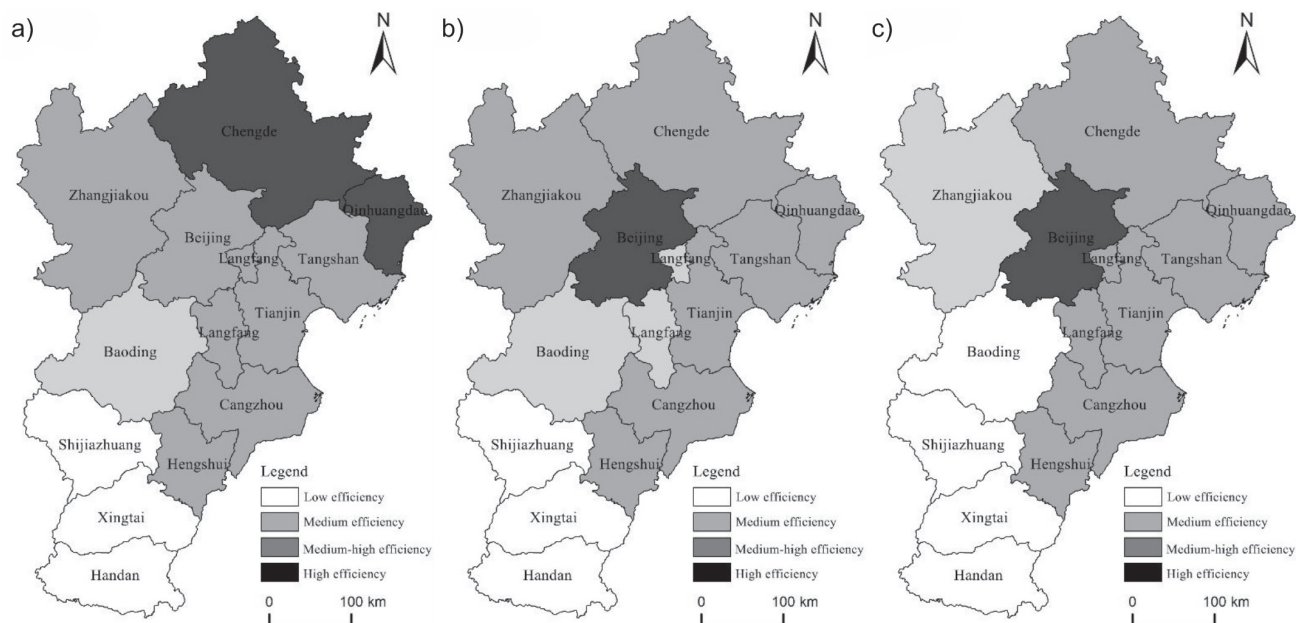 a)
N
Chengde
Zhangjiakou
Qinhuangdao
Beijing
Langfang
Tangshan
Tianjin
Langfang
Baoding
Cangzhou
Shijiazhuang
Hengshui
Xingtai
Handan
Legend
Low efficiency
Medium efficiency
Medium-high efficiency
High efficiency
0 100 km
b)
N
Chengde
Zhangjiakou
Qinhuangdao
Beijing
Langfang
Tangshan
Tianjin
Langfang
Baoding
Cangzhou
Shijiazhuang
Hengshui
Xingtai
Handan
Legend
Low efficiency
Medium efficiency
Medium-high efficiency
High efficiency
0 100 km
c)
N
Chengde
Zhangjiakou
Qinhuangdao
Beijing
Langfang
Tangshan
Tianjin
Langfang
Baoding
Cangzhou
Shijiazhuang
Hengshui
Xingtai
Handan
Legend
Low efficiency
Medium efficiency
Medium-high efficiency
High efficiency
0 100 km